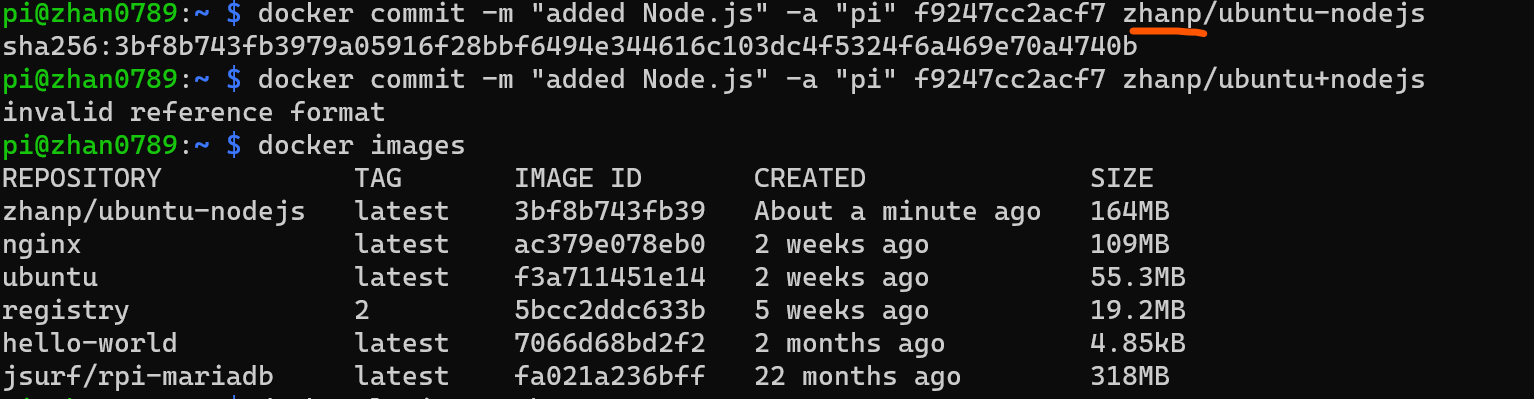 pi@zhan0789:~ $ docker commit -m "added Node.js" -a "pi" f9247cc2acf7 zhanp/ubuntu-nodejs
sha256:3bf8b743fb3979a05916f28bbf6494e344616c103dc4f5324f6a469e70a4740b
pi@zhan0789:~ $ docker commit -m "added Node.js" -a "pi" f9247cc2acf7 zhanp/ubuntu+nodejs
invalid reference format
pi@zhan0789:~ $ docker images
REPOSITORY TAG IMAGE ID CREATED SIZE
zhanp/ubuntu-nodejs latest 3bf8b743fb39 About a minute ago 164MB
nginx latest ac379e078eb0 2 weeks ago 109MB
ubuntu latest f3a711451e14 2 weeks ago 55.3MB
registry 2 5bcc2ddc633b 5 weeks ago 19.2MB
hello-world latest 7066d68bd2f2 2 months ago 4.85kB
jsurf/rpi-mariadb latest fa021a236bff 22 months ago 318MB